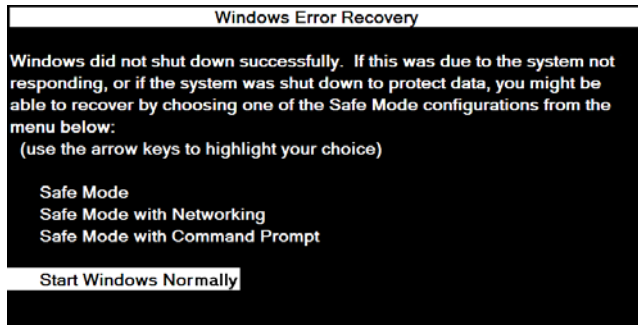 Windows Error Recovery
Windows did not shut down successfully. If this was due to the system not
responding, or if the system was shut down to protect data, you might be
able to recover by choosing one of the Safe Mode configurations from the
menu below:
(use the arrow keys to highlight your choice)
Safe Mode
Safe Mode with Networking
Safe Mode with Command Prompt
Start Windows Normally